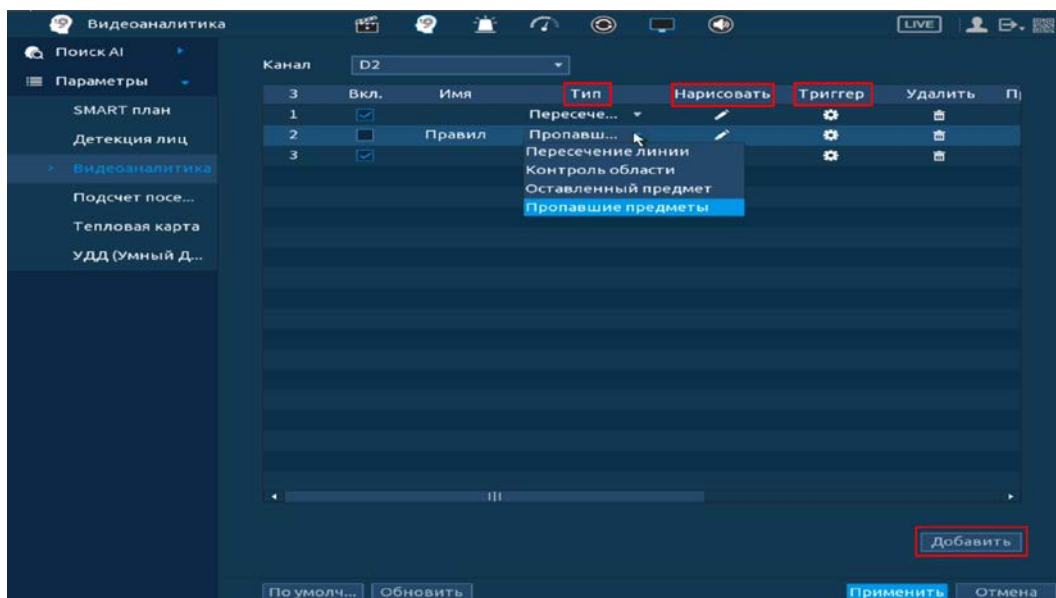 Видеоаналитика LIVE
Поиск AI
Параметры
SMART план
Детекция лиц
Видеоаналитика
Подсчет посе...
Тепловая карта
УДД (Умный Д...
Канал D2
3 Вкл. Имя Тип Нарисовать Триггер Удалить
1 Пересече...
2 Правил Пропавш...
3
Пересечение линии
Контроль области
Оставленный предмет
Пропавшие предметы
Добавить
По умолч... Обновить Применить Отмена